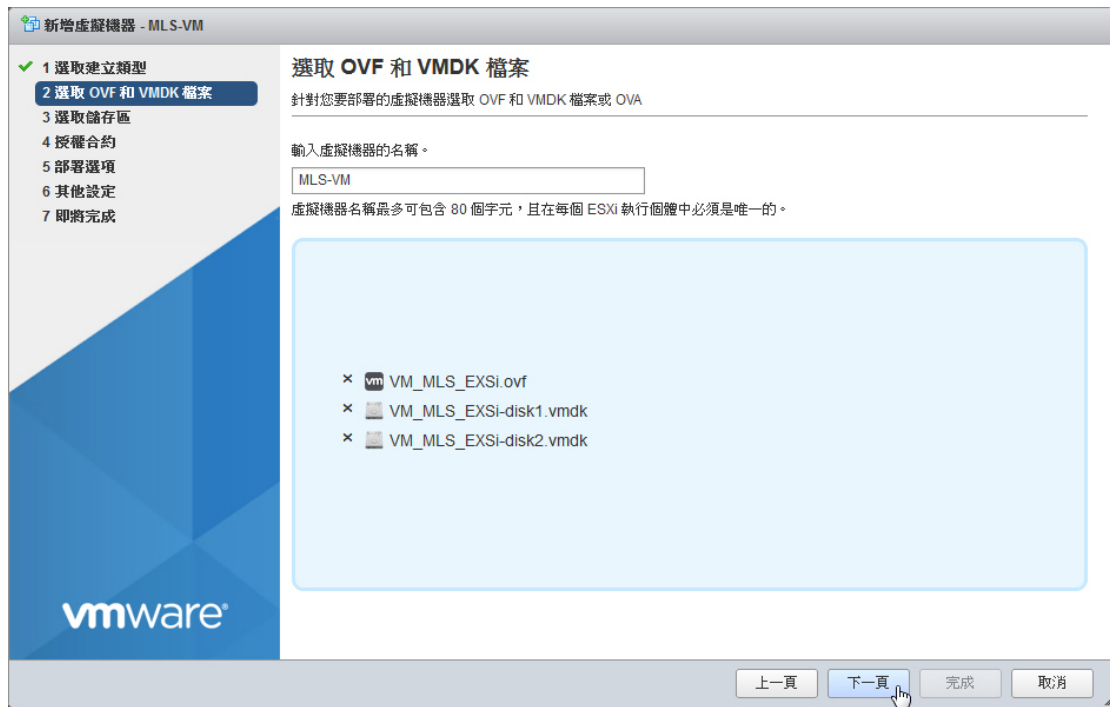 新增虛擬機器 - MLS-VM
1 選取建立類型
2 選取 OVF 和 VMDK 檔案
3 選取儲存區
4 授權合約
5 部署選項
6 其他設定
7 即將完成
選取 OVF 和 VMDK 檔案
針對您要部署的虛擬機器選取 OVF 和 VMDK 檔案或 OVA
輸入虛擬機器的名稱。
MLS-VM
虛擬機器名稱最多可包含 80 個字元，且在每個 ESXi 執行個體中必須是唯一的。
vm VM_MLS_EXSi.ovf
VM_MLS_EXSi-disk1.vmdk
VM_MLS_EXSi-disk2.vmdk
vmware®
上一頁 下一頁 完成 取消